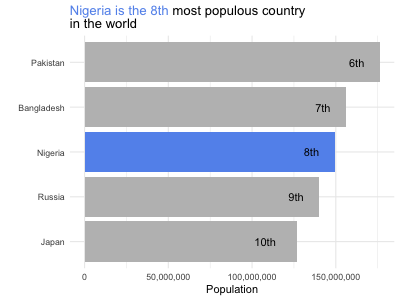 Nigeria is the 8th most populous country
in the world
Pakistan
6th
Bangladesh
7th
Nigeria
8th
Russia
9th
Japan
10th
0
50,000,000
100,000,000
150,000,000
Population